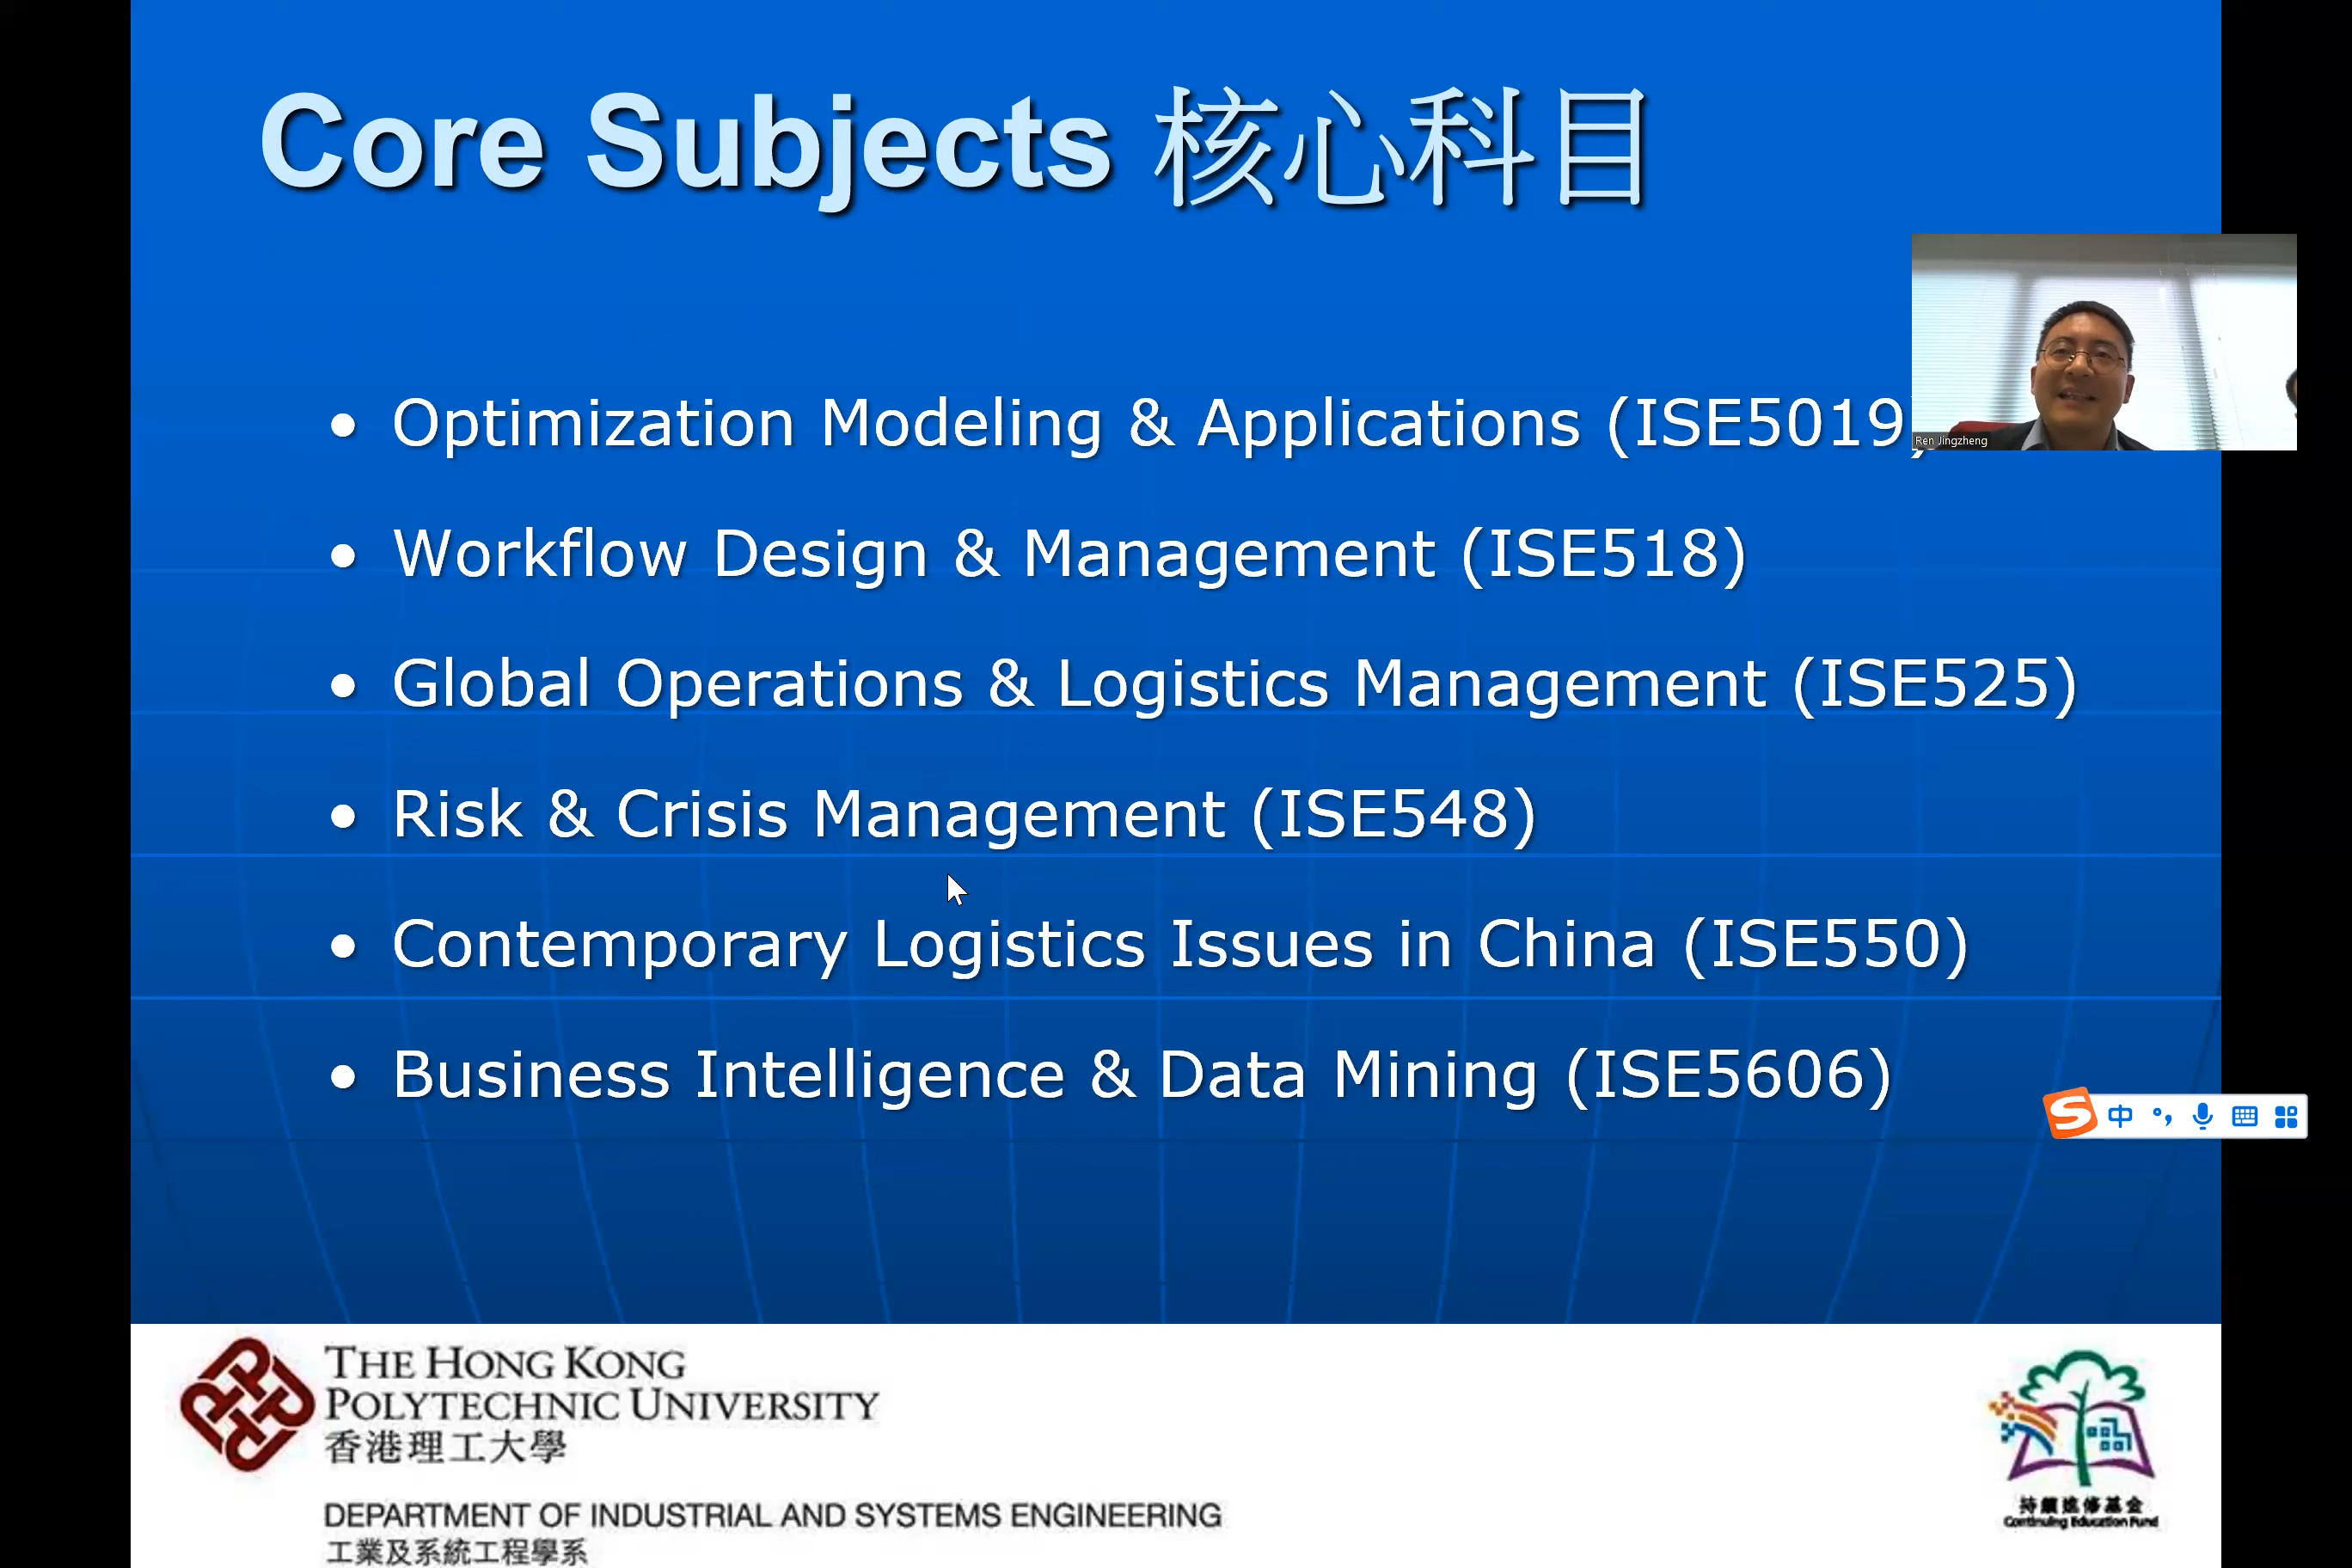 Core Subjects 核心科目
• Optimization Modeling & Applications (ISE5019)
Ren Jingzheng
• Workflow Design & Management (ISE518)
• Global Operations & Logistics Management (ISE525)
• Risk & Crisis Management (ISE548)
• Contemporary Logistics Issues in China (ISE550)
• Business Intelligence & Data Mining (ISE5606)
中
THE HONG KONG
POLYTECHNIC UNIVERSITY
香港理工大學
DEPARTMENT OF INDUSTRIAL AND SYSTEMS ENGINEERING
工業及系統工程學系
持續進修基金
Continuing Education Fund